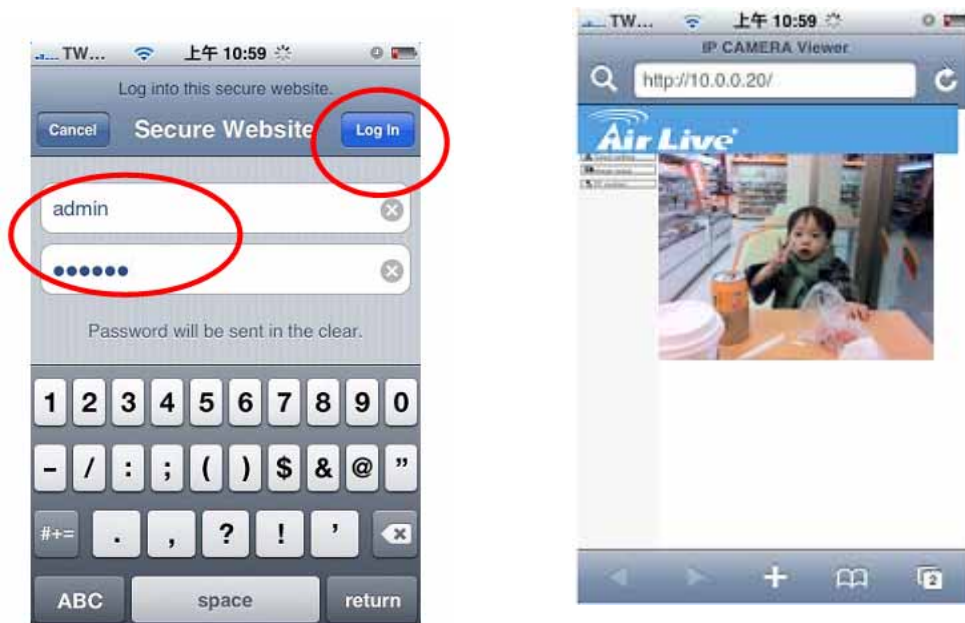 TW... 上午 10:59
Log into this secure website.
Cancel Secure Website Log In
admin
●●●●●●
Password will be sent in the clear.
1 2 3 4 5 6 7 8 9 0
- / : ; ( ) $ & @ "
#+= . , ? ! '
ABC space return
TW... 上午 10:59
IP CAMERA Viewer
http://10.0.0.20/
Air Live
2